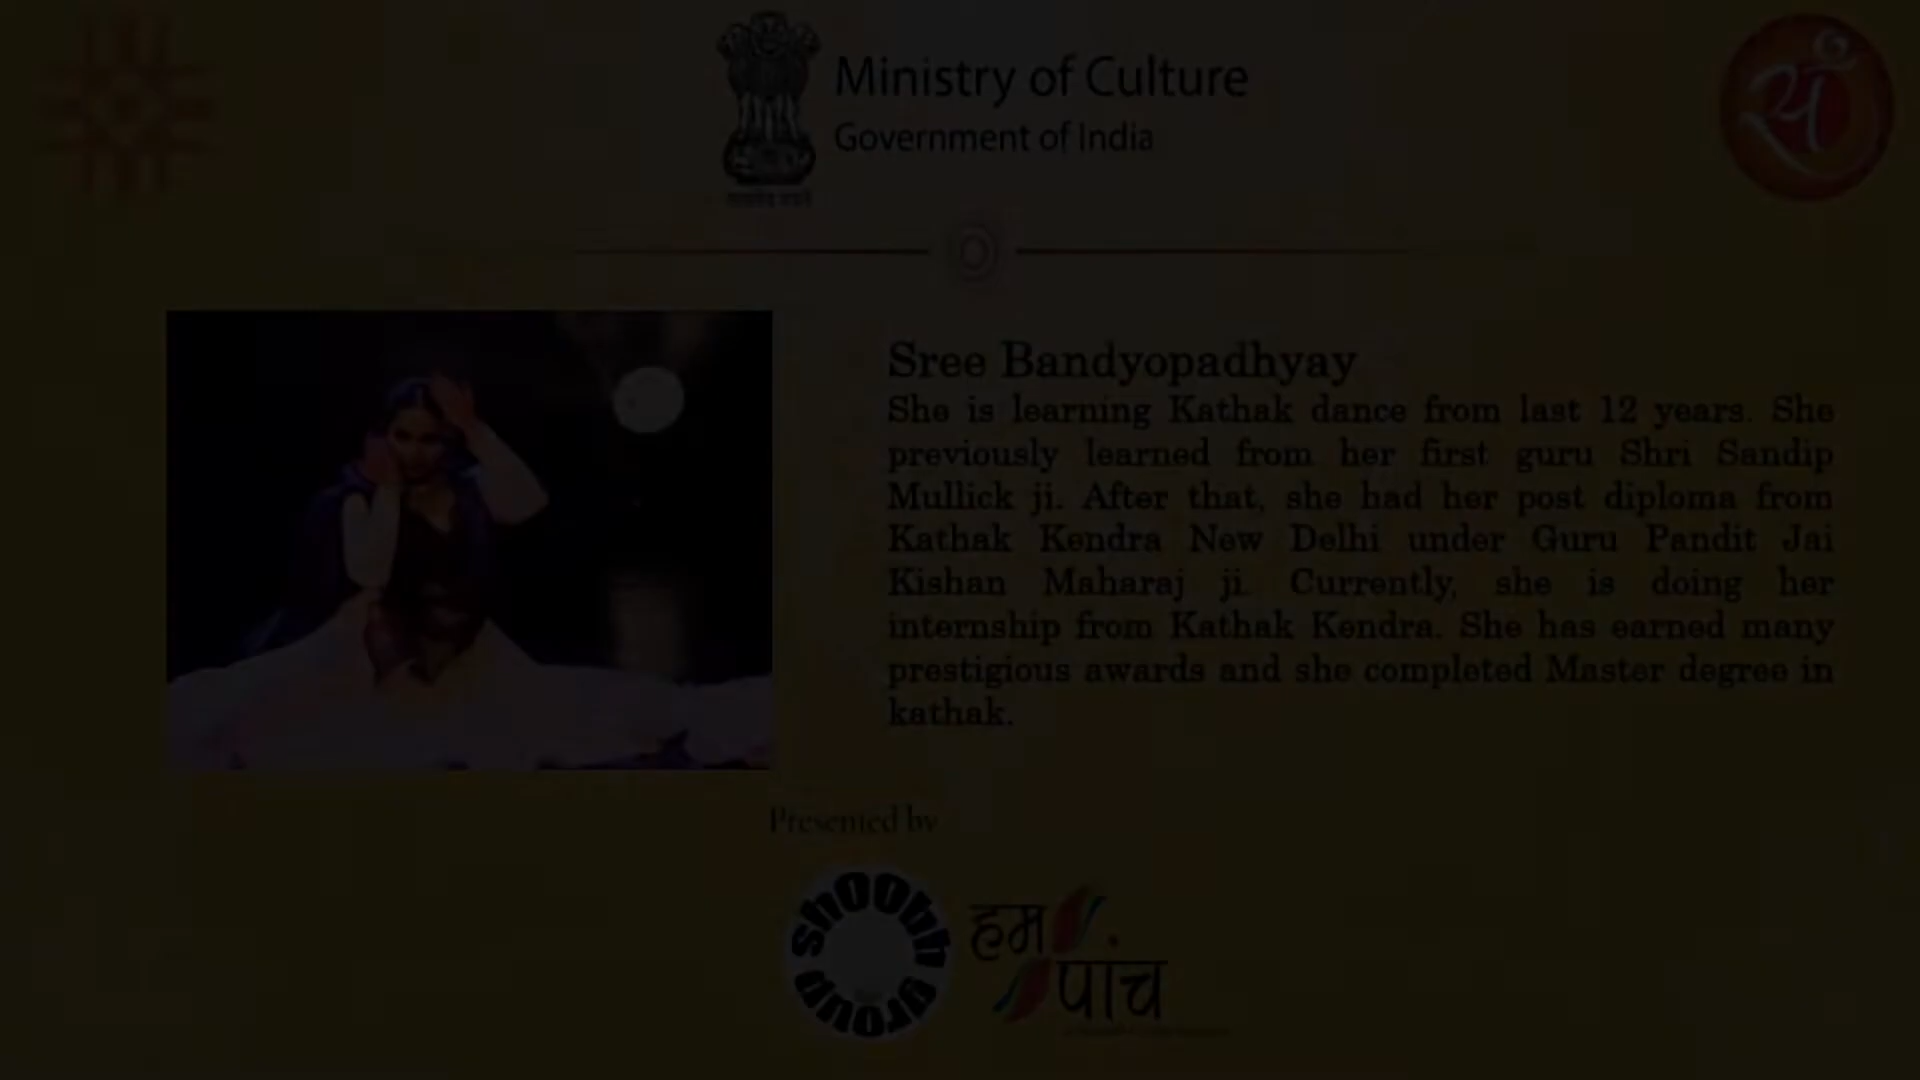 Ministry of Culture
Government of India
Sree Bandyopadhyay
She is learning Kathak dance from last 12 years. She
previously learned from her first guru Shri Sandip
Mullick ji. After that, she had her post diploma from
Kathak Kendra New Delhi under Guru Pandit Jai
Kishan Maharaj ji. Currently, she is doing her
internship from Kathak Kendra. She has earned many
prestigious awards and she completed Master degree in
kathak.
Presented by
shoobh group
हम
पांच